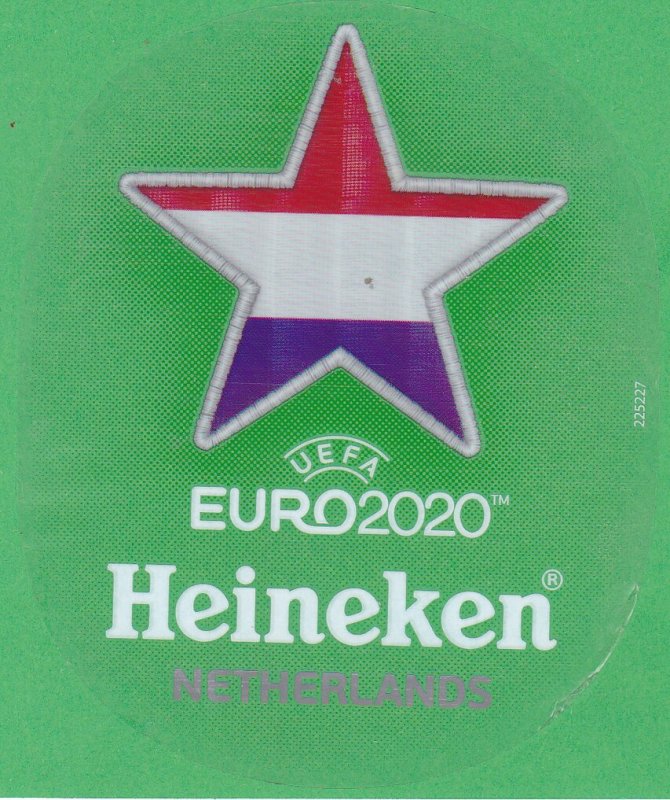 UEFA
EURO2020™
Heineken®
NETHERLANDS
225227